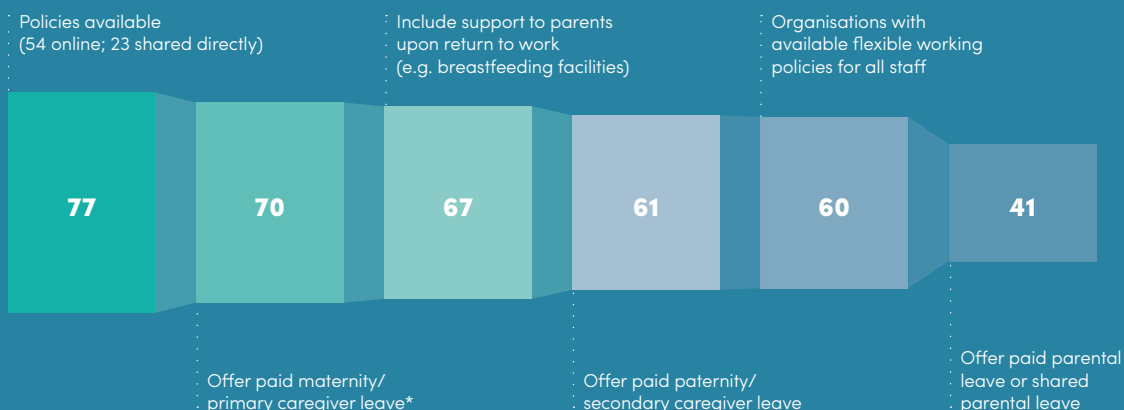 Policies available
(54 online; 23 shared directly)
Include support to parents
upon return to work
(e.g. breastfeeding facilities)
Organisations with
available flexible working
policies for all staff
77
70
67
61
60
41
Offer paid maternity/
primary caregiver leave*
Offer paid paternity/
secondary caregiver leave
Offer paid parental
leave or shared
parental leave